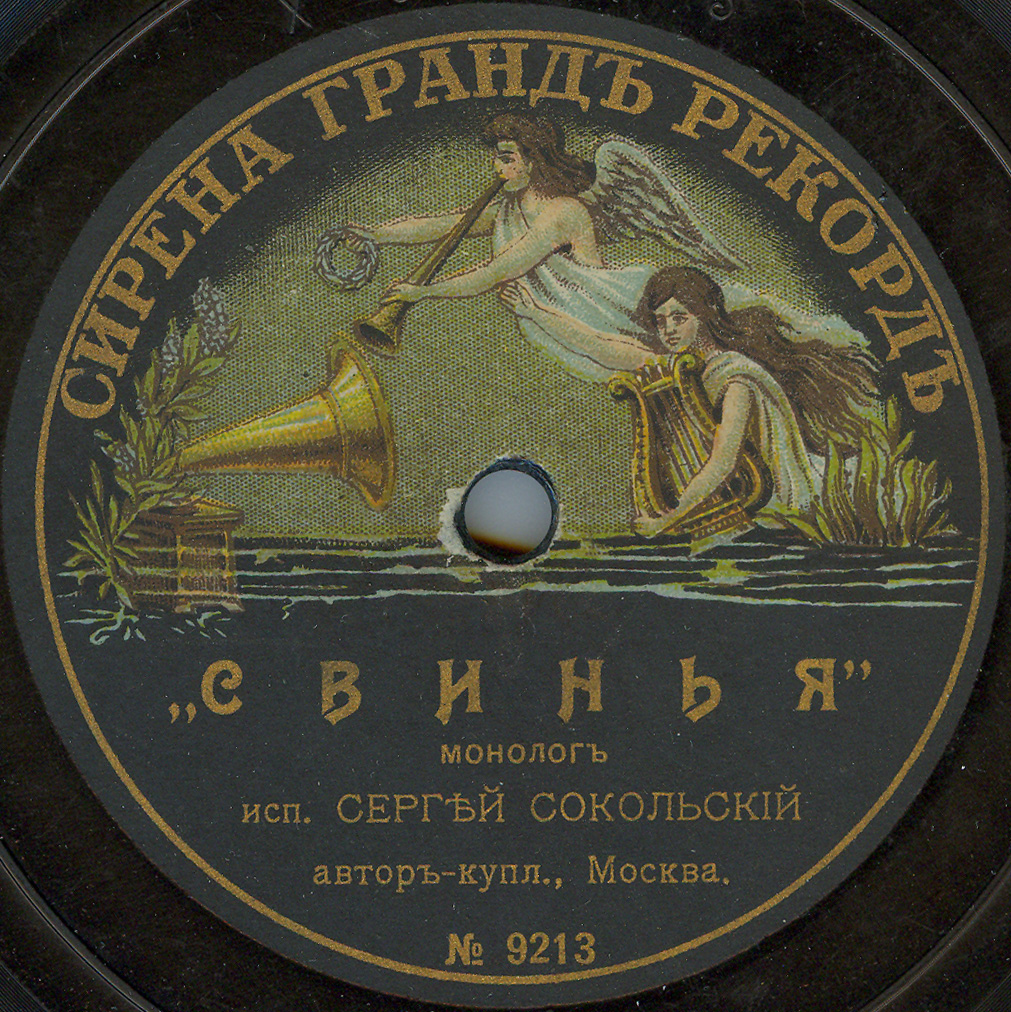 СИРЕНА ГРАНДЪ РЕКОРДЪ
„СВИНЬЯ”
МОНОЛОГЪ
исп. СЕРГѢЙ СОКОЛЬСКІЙ
авторъ-купл., Москва.
№ 9213